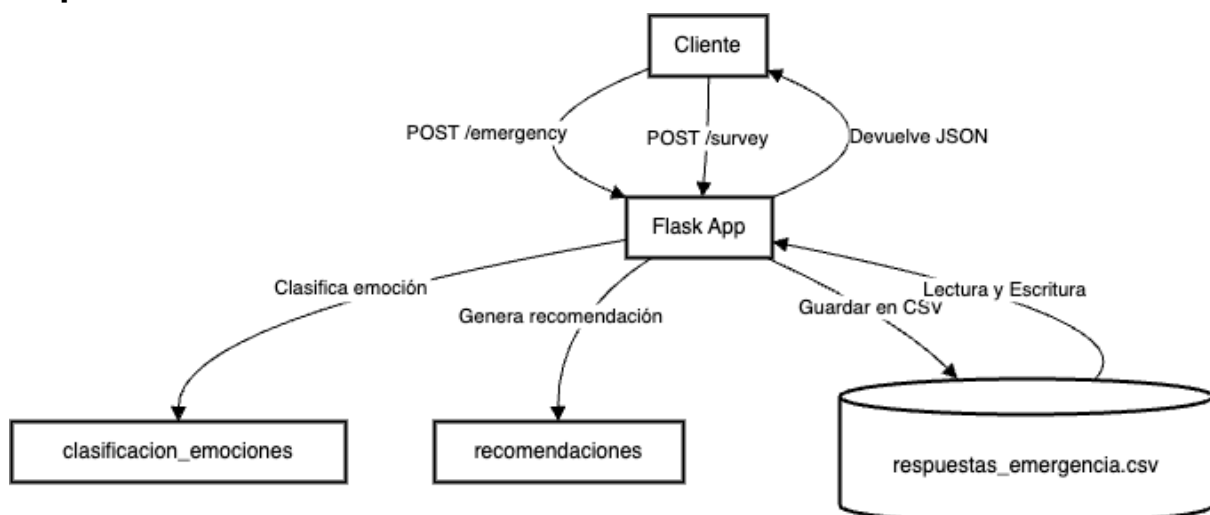 Cliente
POST /emergency
POST /survey
Devuelve JSON
Flask App
Clasifica emoción
Genera recomendación
Guardar en CSV
Lectura y Escritura
clasificacion_emociones
recomendaciones
respuestas_emergencia.csv